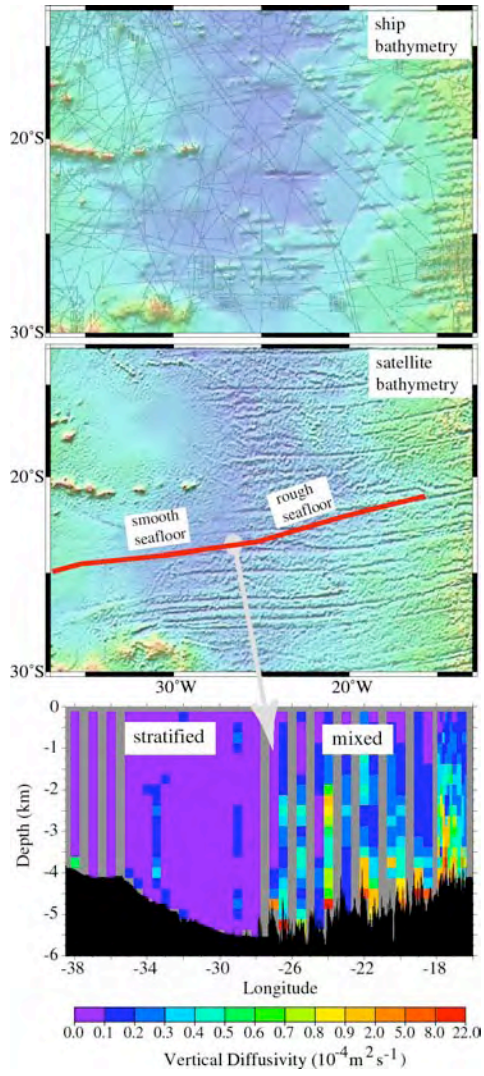 ship
bathymetry
20°S
30°S
satellite
bathymetry
20°S
smooth
seafloor
rough
seafloor
30°S
30°W
20°W
0
stratified
mixed
-1
-2
Depth (km)
-3
-4
-5
-6
-38 -34 -30 -26 -22 -18
Longitude
0.0 0.1 0.2 0.3 0.4 0.5 0.6 0.7 0.8 0.9 2.0 5.0 8.0 22.0
Vertical Diffusivity (10⁻⁴m² s⁻¹)